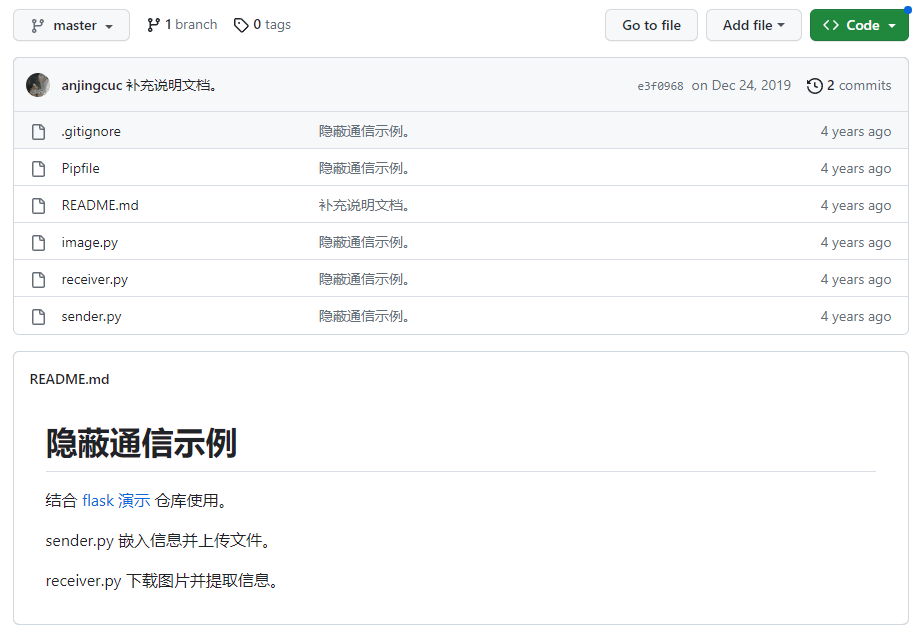 master 1 branch 0 tags Go to file Add file Code
anjingcuc 补充说明文档。 e3f0968 on Dec 24, 2019 2 commits
.gitignore 隐蔽通信示例。 4 years ago
Pipfile 隐蔽通信示例。 4 years ago
README.md 补充说明文档。 4 years ago
image.py 隐蔽通信示例。 4 years ago
receiver.py 隐蔽通信示例。 4 years ago
sender.py 隐蔽通信示例。 4 years ago
README.md
隐蔽通信示例
结合 flask 演示 仓库使用。
sender.py 嵌入信息并上传文件。
receiver.py 下载图片并提取信息。